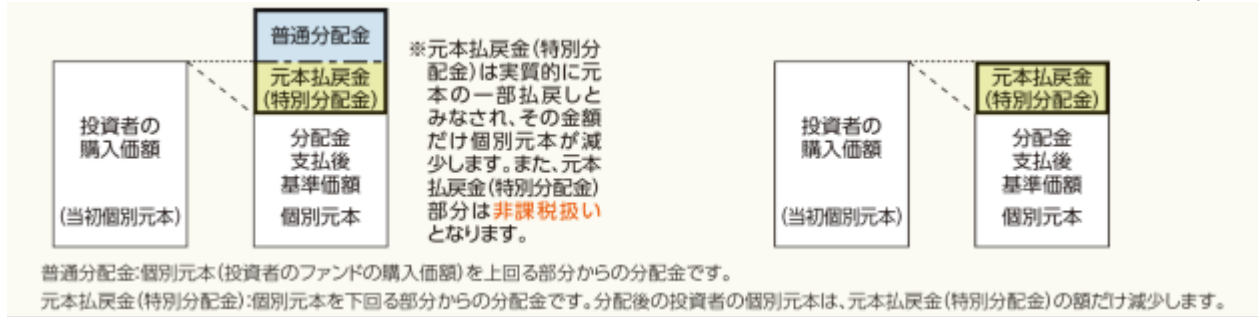 投資者の
購入価額
(当初個別元本)
普通分配金
元本払戻金
(特別分配金)
分配金
支払後
基準価額
個別元本
※元本払戻金(特別分
配金)は実質的に元
本の一部払戻しと
みなされ、その金額
だけ個別元本が減
少します。また、元本
払戻金(特別分配金)
部分は非課税扱い
となります。
投資者の
購入価額
(当初個別元本)
元本払戻金
(特別分配金)
分配金
支払後
基準価額
個別元本
普通分配金:個別元本(投資者のファンドの購入価額)を上回る部分からの分配金です。
元本払戻金(特別分配金):個別元本を下回る部分からの分配金です。分配後の投資者の個別元本は、元本払戻金(特別分配金)の額だけ減少します。